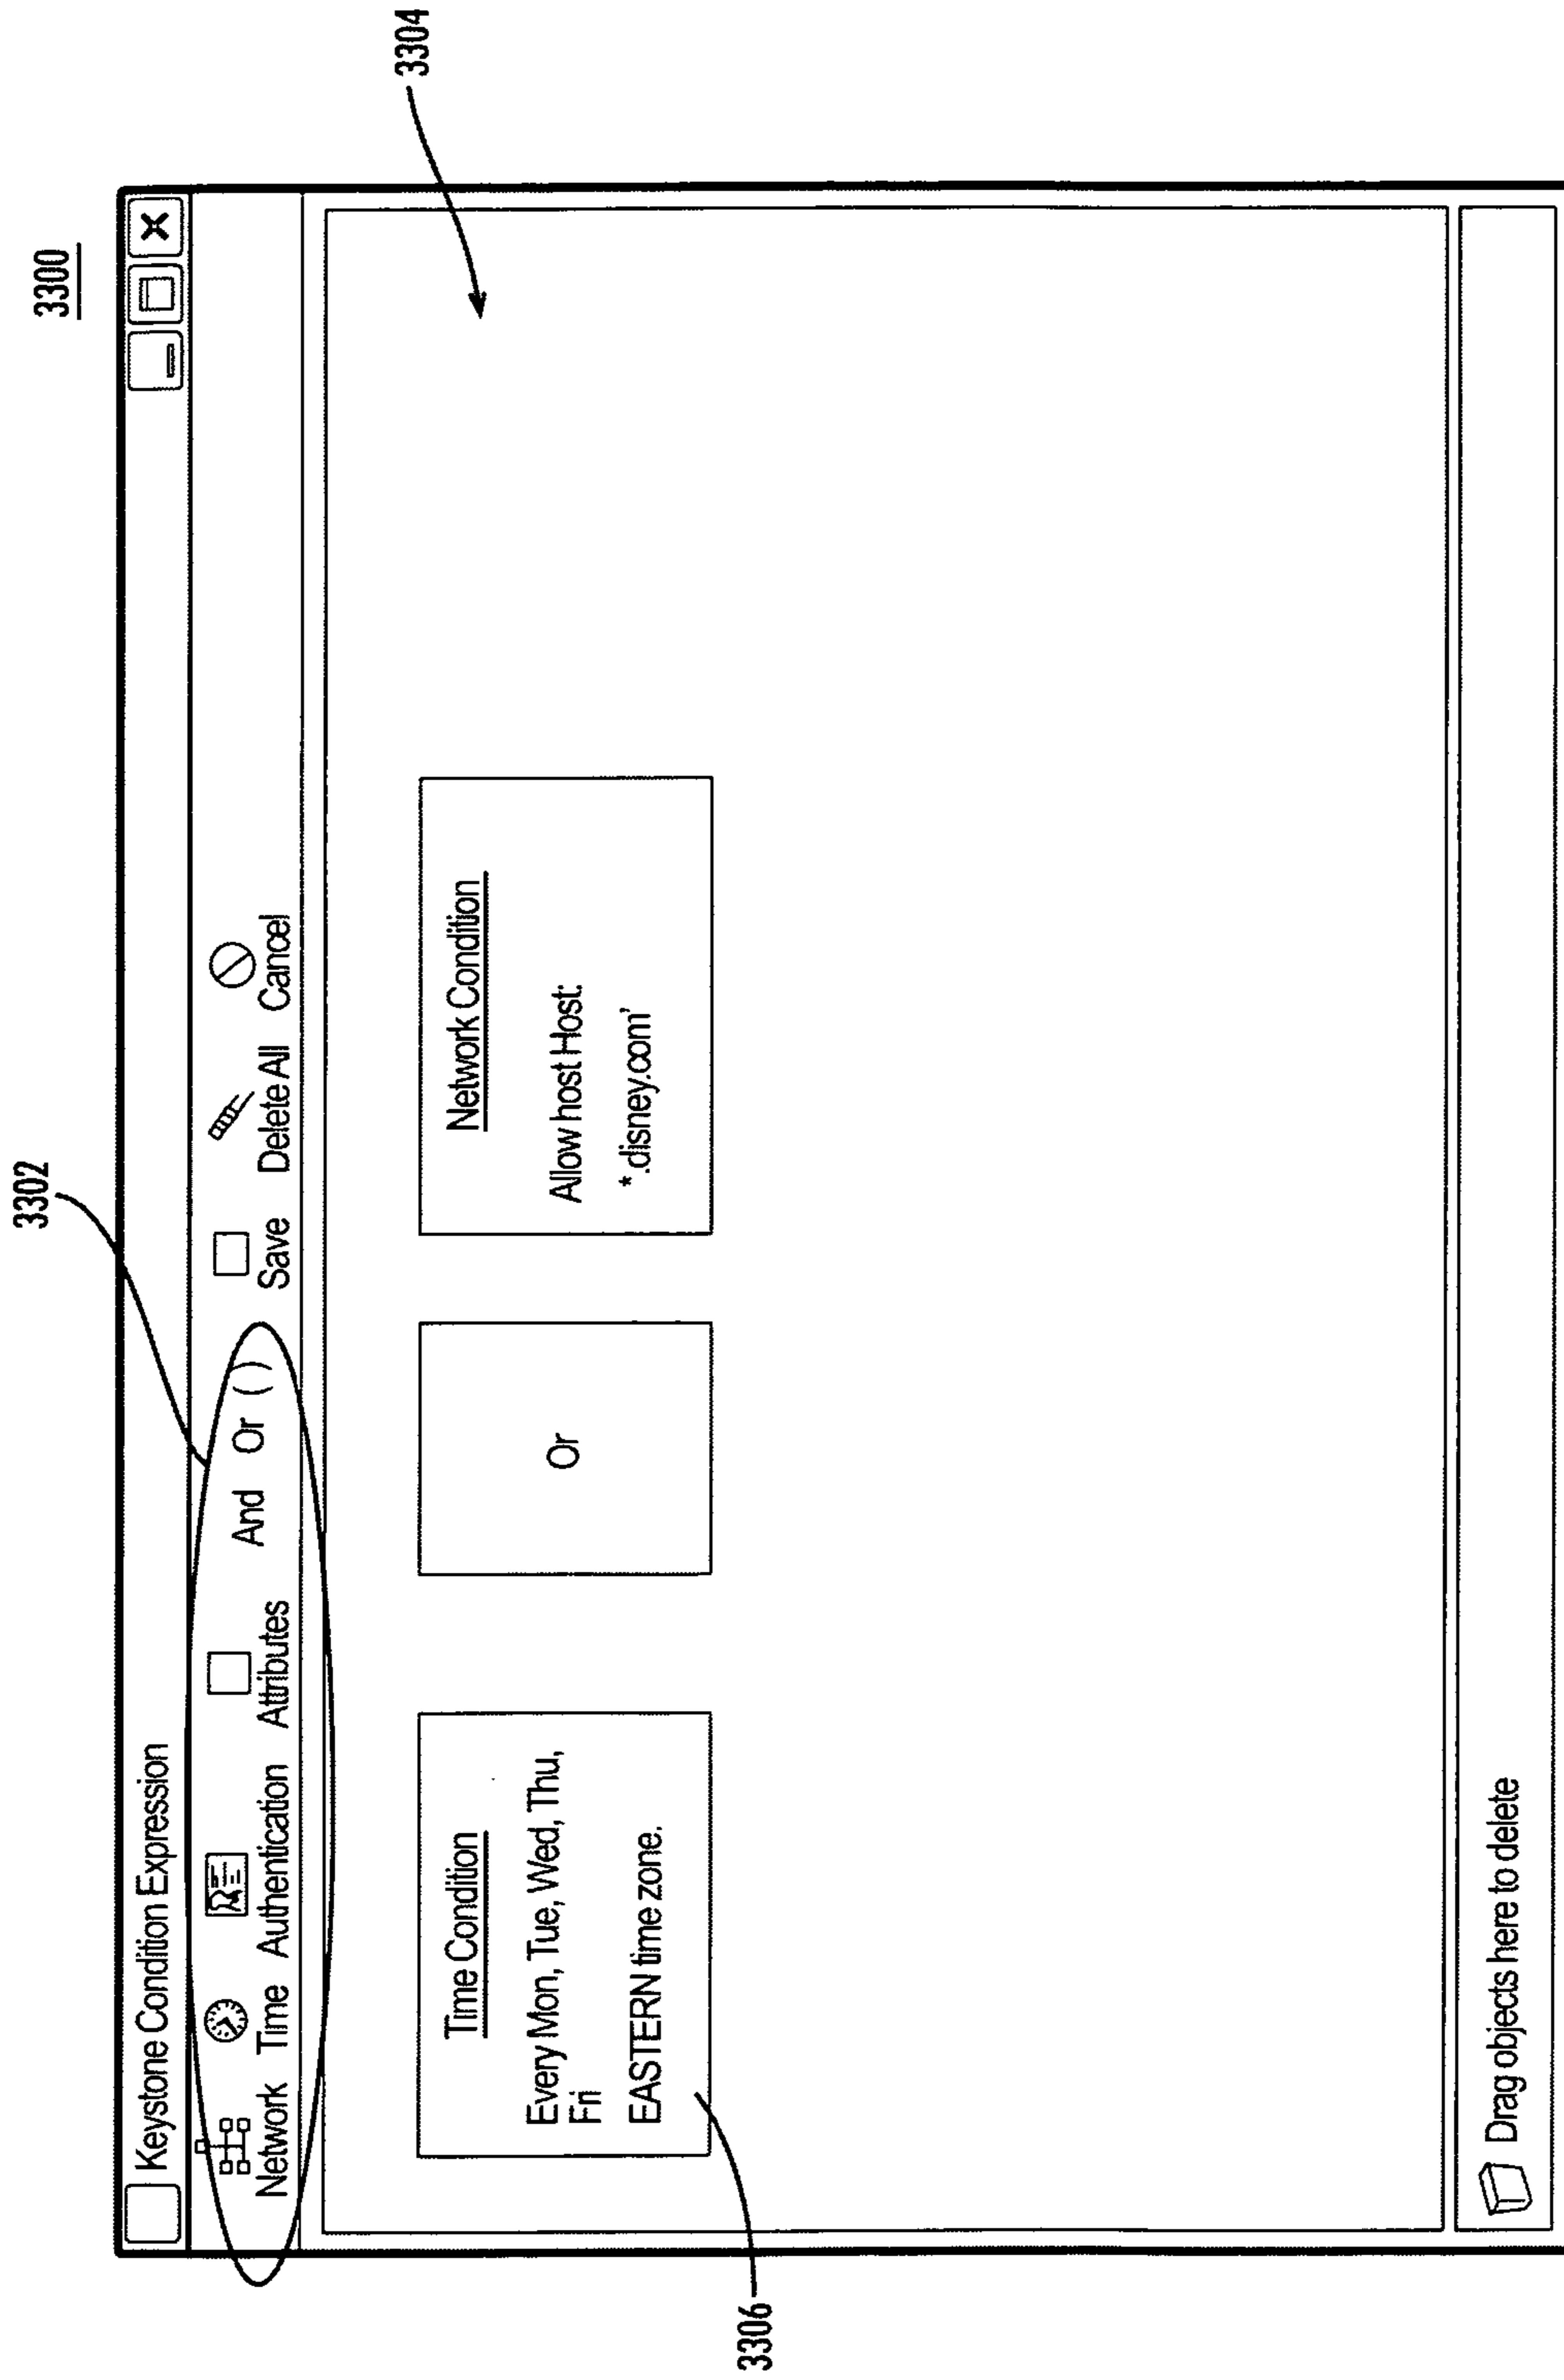 3300
3302
3304
Keystone Condition Expression
Network Time Authentication Attributes And Or ( ) Save Delete All Cancel
Time Condition
Every Mon, Tue, Wed, Thu,
Fri
EASTERN time zone.
Or
Network Condition
Allow host Host:
*.disney.com'
3306
Drag objects here to delete